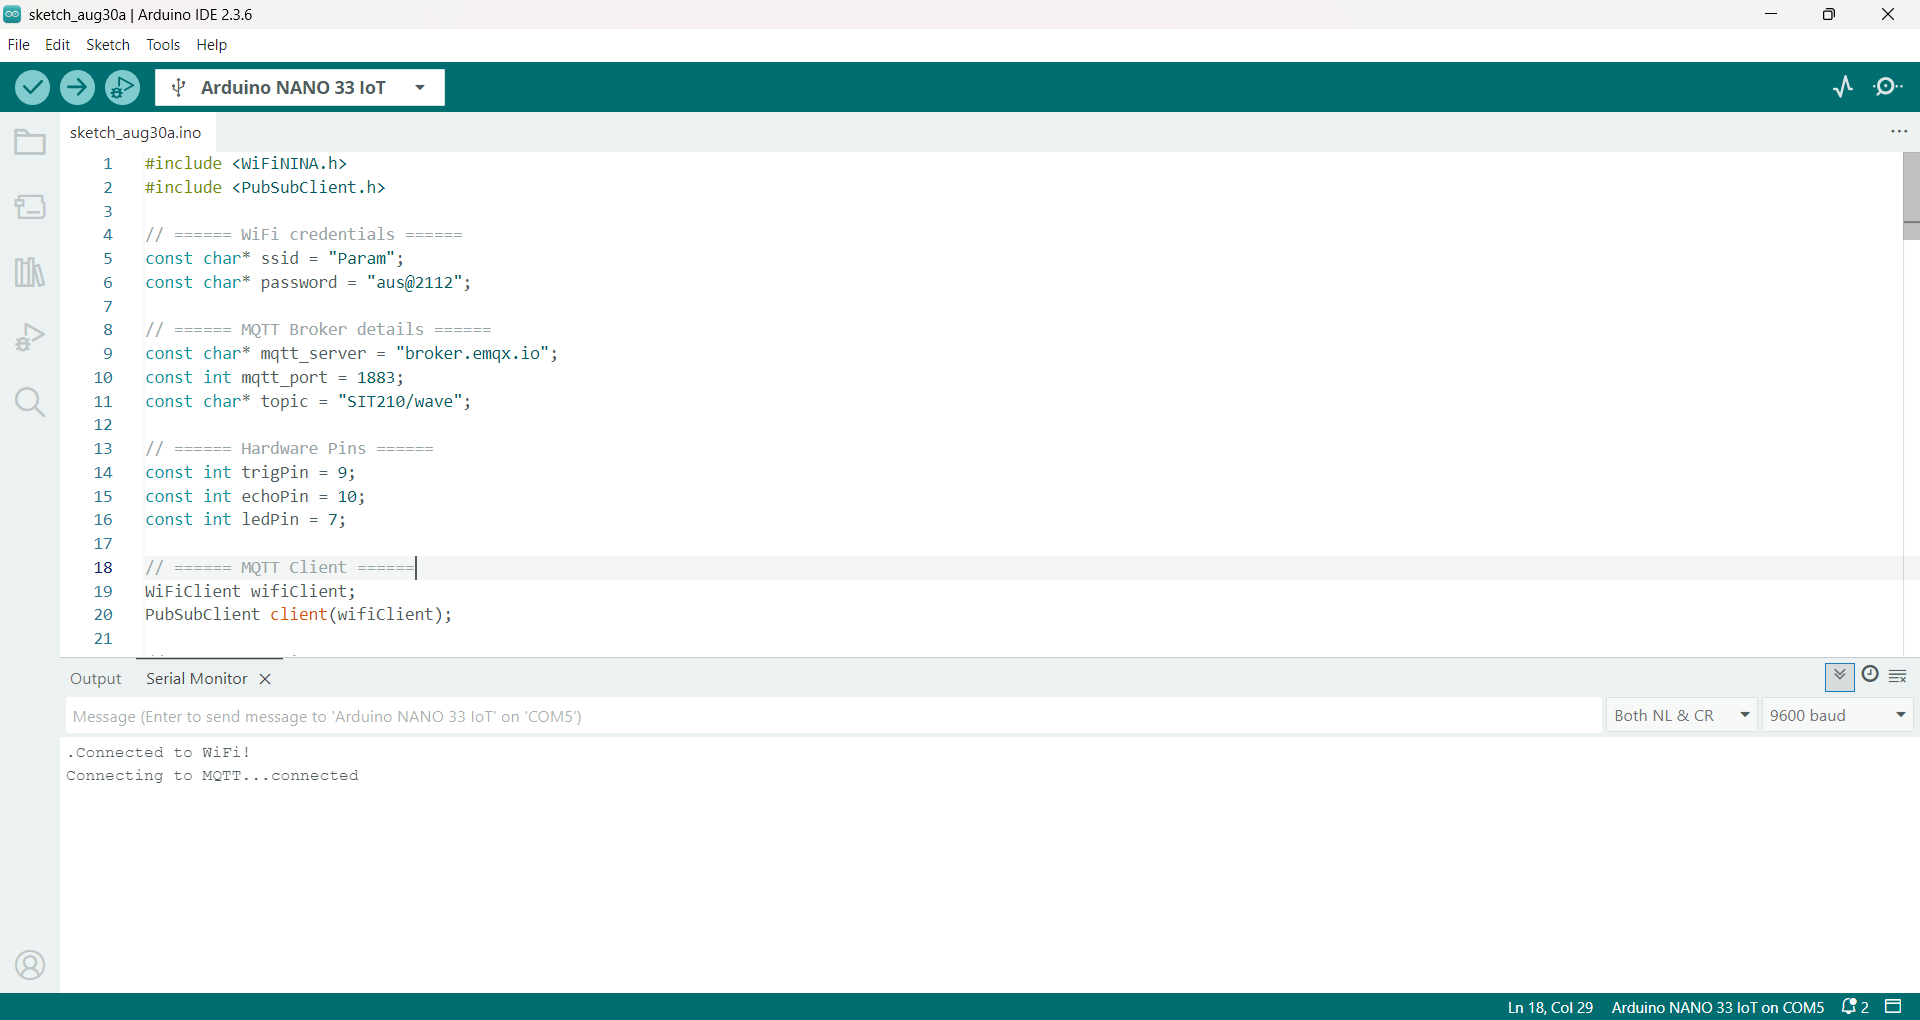 sketch_aug30a | Arduino IDE 2.3.6
File Edit Sketch Tools Help
Arduino NANO 33 IoT
sketch_aug30a.ino
1 #include <WiFiNINA.h>
2 #include <PubSubClient.h>
3
4 // ====== WiFi credentials ======
5 const char* ssid = "Param";
6 const char* password = "aus@2112";
7
8 // ====== MQTT Broker details ======
9 const char* mqtt_server = "broker.emqx.io";
10 const int mqtt_port = 1883;
11 const char* topic = "SIT210/wave";
12
13 // ====== Hardware Pins ======
14 const int trigPin = 9;
15 const int echoPin = 10;
16 const int ledPin = 7;
17
18 // ====== MQTT Client ======
19 WiFiClient wifiClient;
20 PubSubClient client(wifiClient);
21
Output Serial Monitor
Message (Enter to send message to 'Arduino NANO 33 IoT' on 'COM5') Both NL & CR 9600 baud
.Connected to WiFi!
Connecting to MQTT...connected
Ln 18, Col 29 Arduino NANO 33 IoT on COM5 2